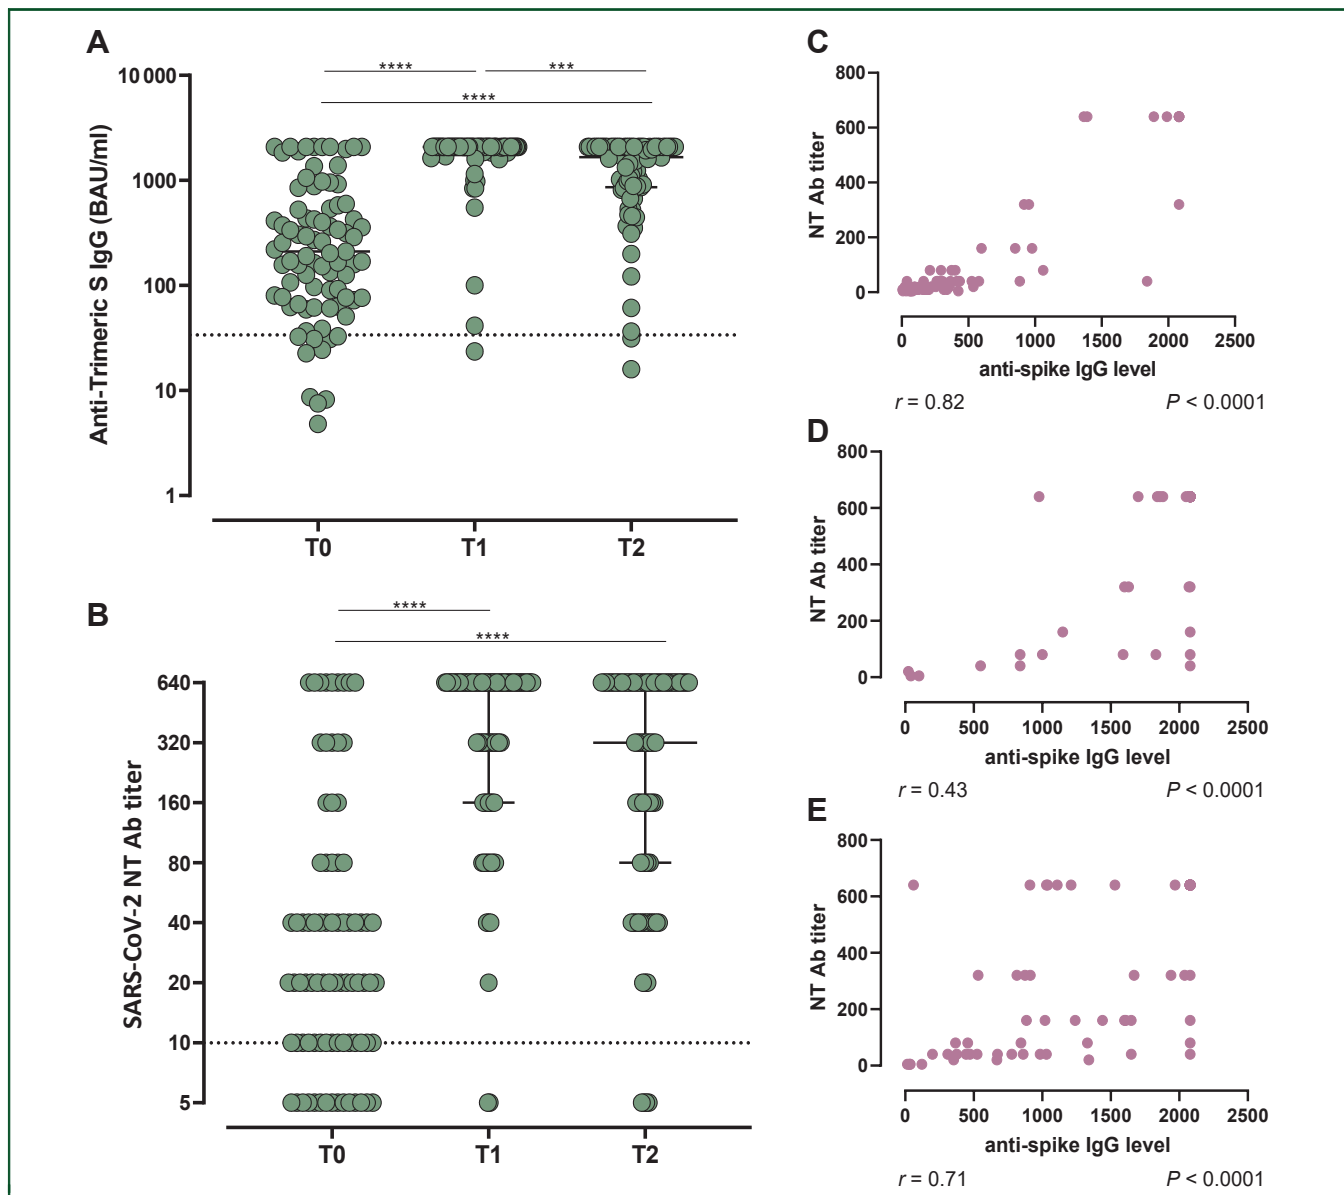 A
**** ***
****
10 000
1000
100
10
1
Anti-Trimeric S IgG (BAU/ml)
T0 T1 T2
B
****
****
640
320
160
80
40
20
10
5
SARS-CoV-2 NT Ab titer
T0 T1 T2
C
800
600
400
200
0
NT Ab titer
0 500 1000 1500 2000 2500
anti-spike IgG level
r = 0.82 P < 0.0001
D
800
600
400
200
0
NT Ab titer
0 500 1000 1500 2000 2500
anti-spike IgG level
r = 0.43 P < 0.0001
E
800
600
400
200
0
NT Ab titer
0 500 1000 1500 2000 2500
anti-spike IgG level
r = 0.71 P < 0.0001